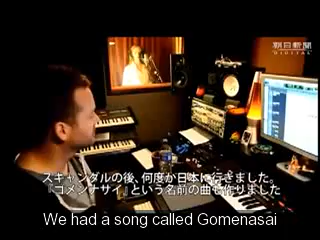 朝日新聞
DIGITAL
スキャンダルの後、何度か日本に行きました。
『ゴメンナサイ』という名前の曲も作りました
We had a song called Gomenasai